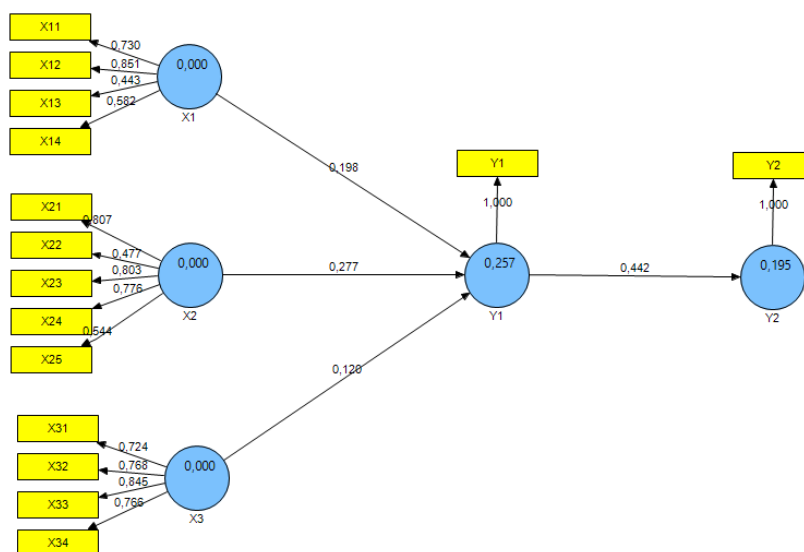 X11
0,730
X12
0,851
0,000
X13
0,443
X14
0,582
X1
0,198
Y1
1,000
Y2
1,000
X21
0,807
X22
0,477
X23
0,803
0,000
X24
0,776
X25
0,544
X2
0,277
0,257
Y1
0,442
0,195
Y2
0,120
X31
0,724
X32
0,768
0,000
X33
0,845
X34
0,766
X3